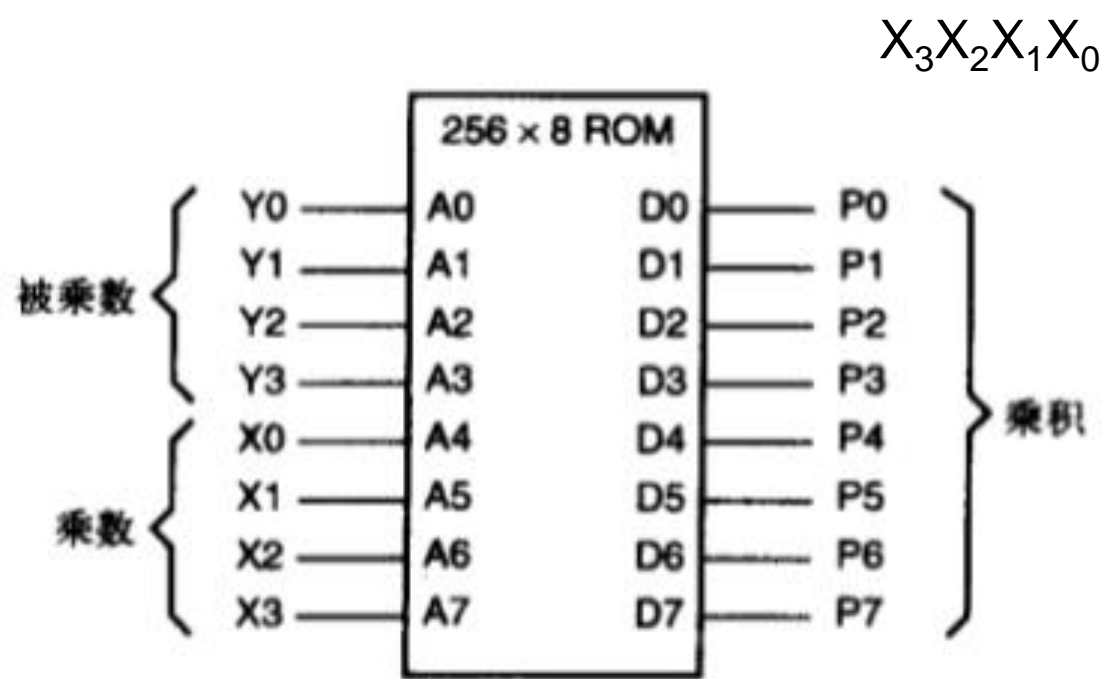 X₃X₂X₁X₀
256 × 8 ROM
Y0 A0 D0 P0
Y1 A1 D1 P1
被乘數
Y2 A2 D2 P2
Y3 A3 D3 P3
X0 A4 D4 P4
乘积
X1 A5 D5 P5
乘數
X2 A6 D6 P6
X3 A7 D7 P7